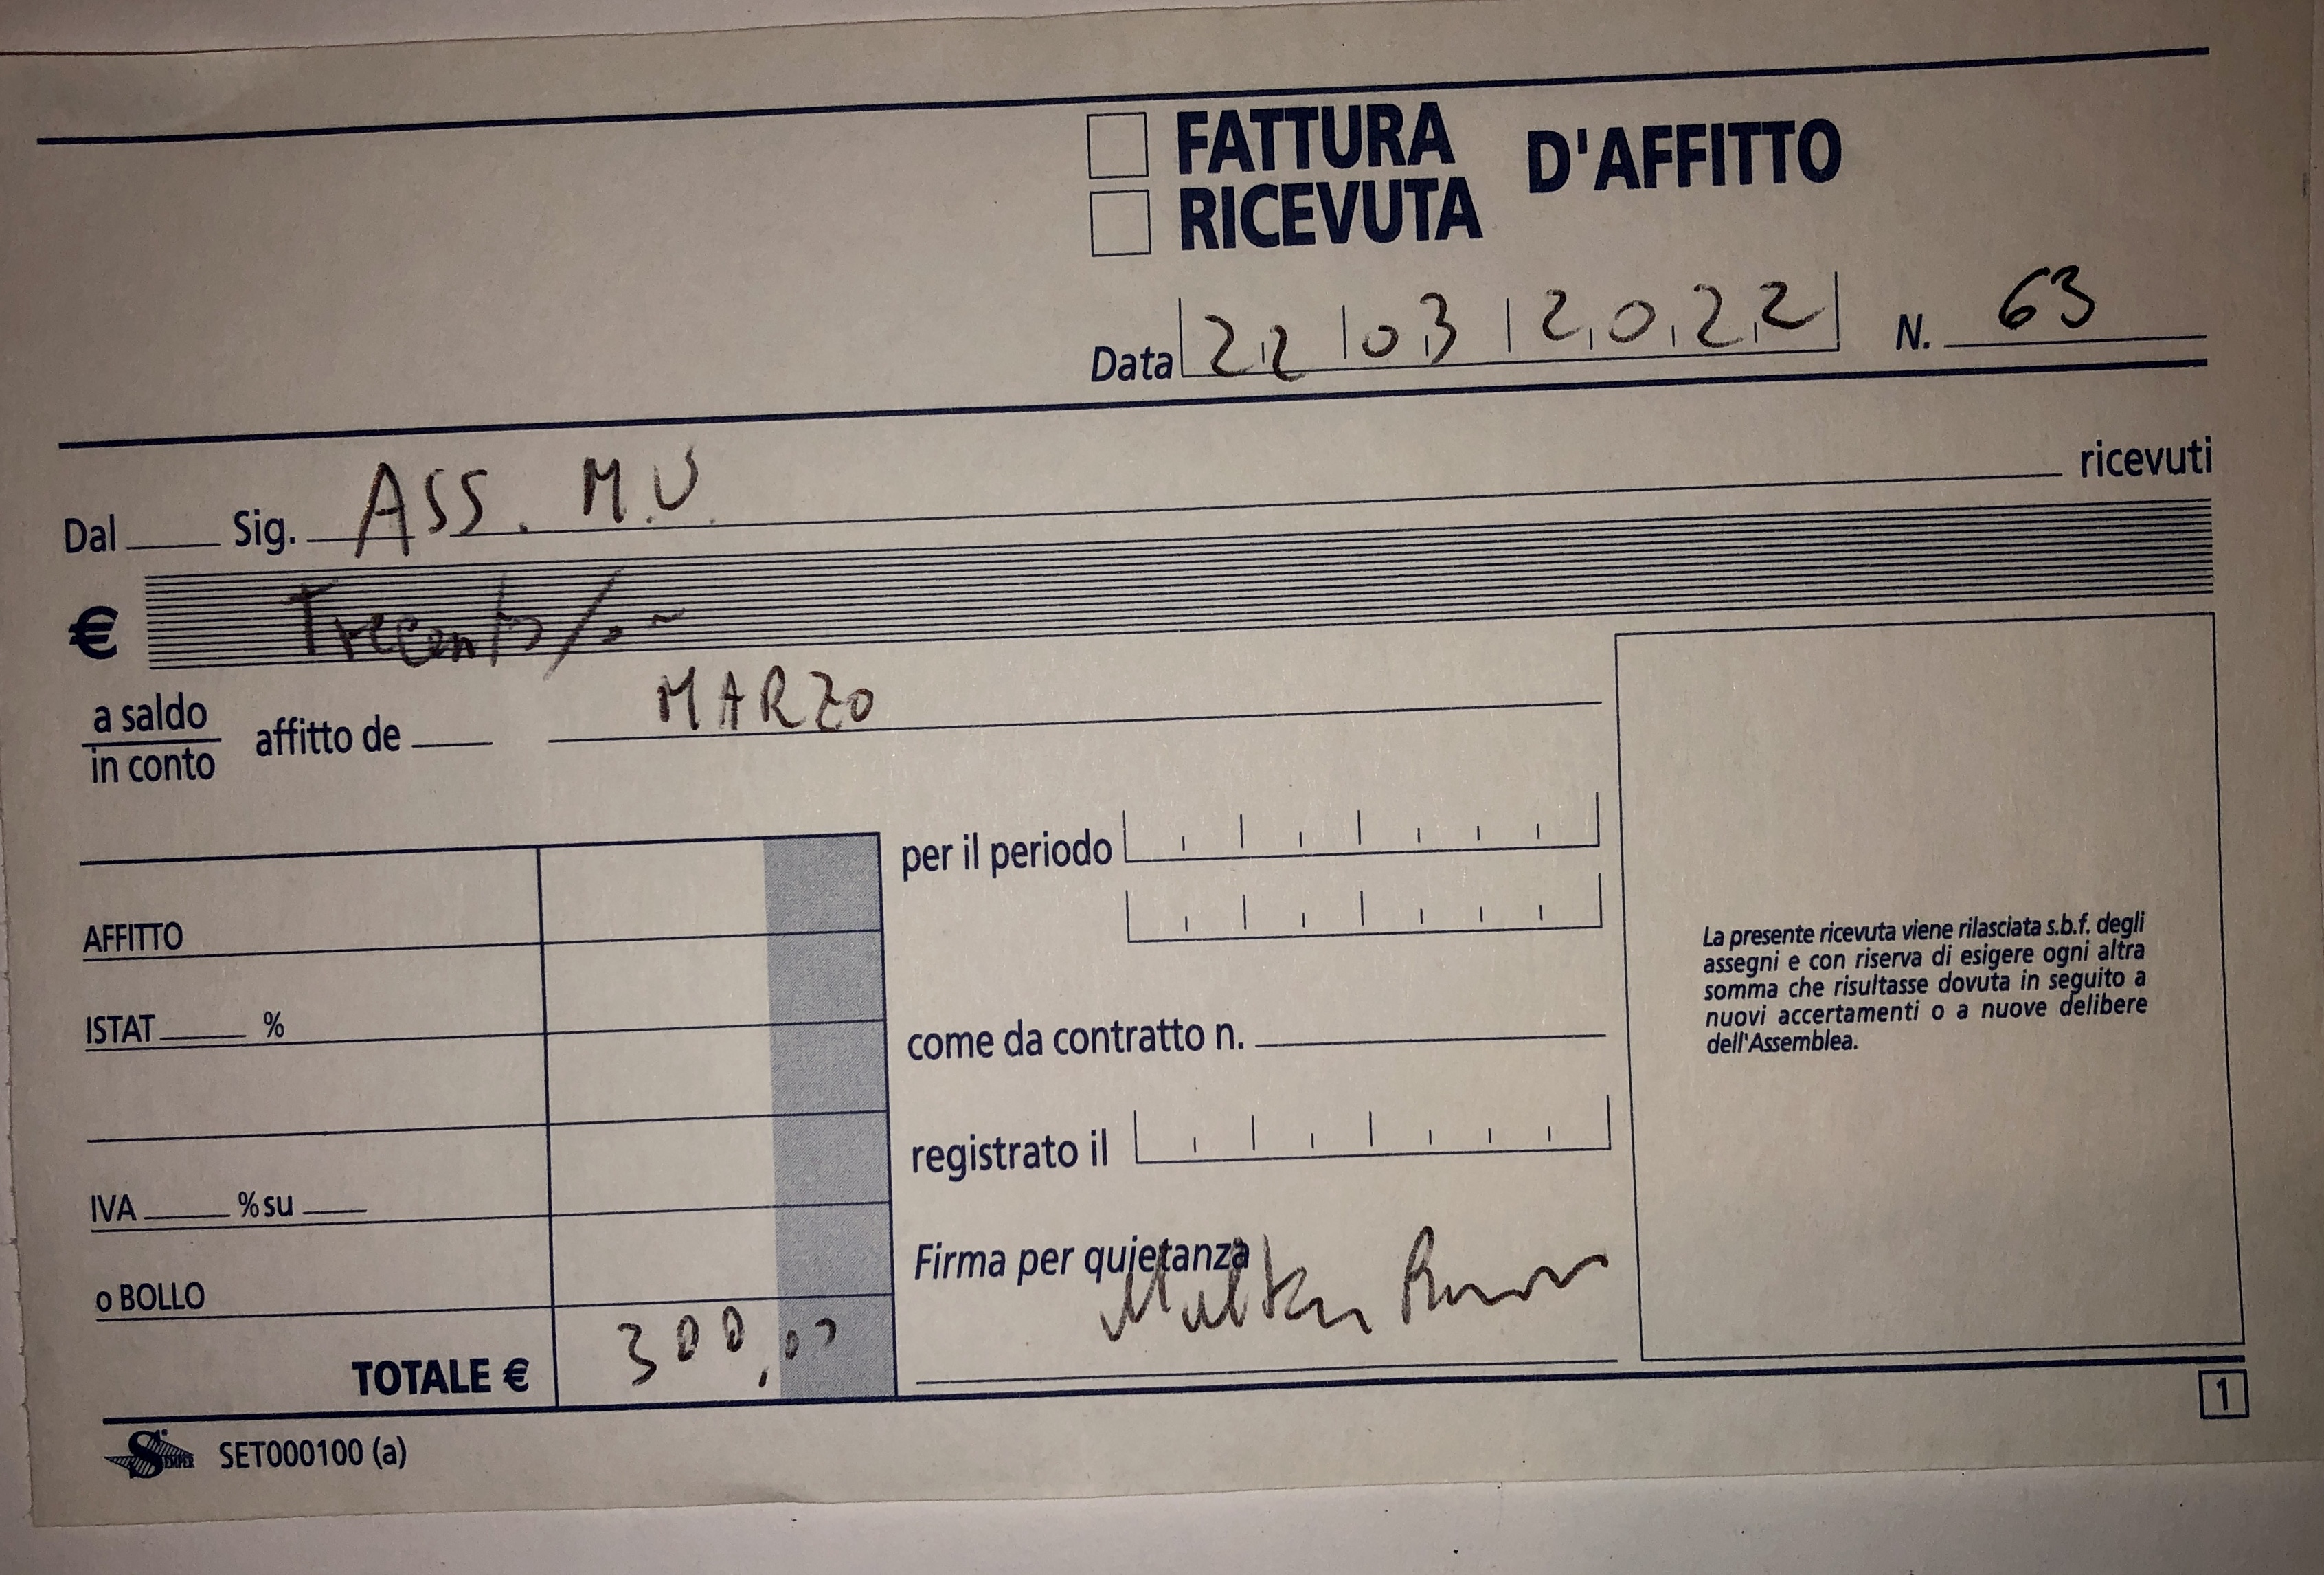 FATTURA D'AFFITTO
RICEVUTA
Data 22 03 2022 N. 63
Dal Sig. ASS. M.U. ricevuti
€ Trecento/.~
a saldo
in conto
affitto de MARZO
AFFITTO
ISTAT %
IVA % su
o BOLLO
TOTALE € 300,00
per il periodo
come da contratto n.
registrato il
Firma per quietanza
La presente ricevuta viene rilasciata s.b.f. degli
assegni e con riserva di esigere ogni altra
somma che risultasse dovuta in seguito a
nuovi accertamenti o a nuove delibere
dell'Assemblea.
1
SET000100 (a)